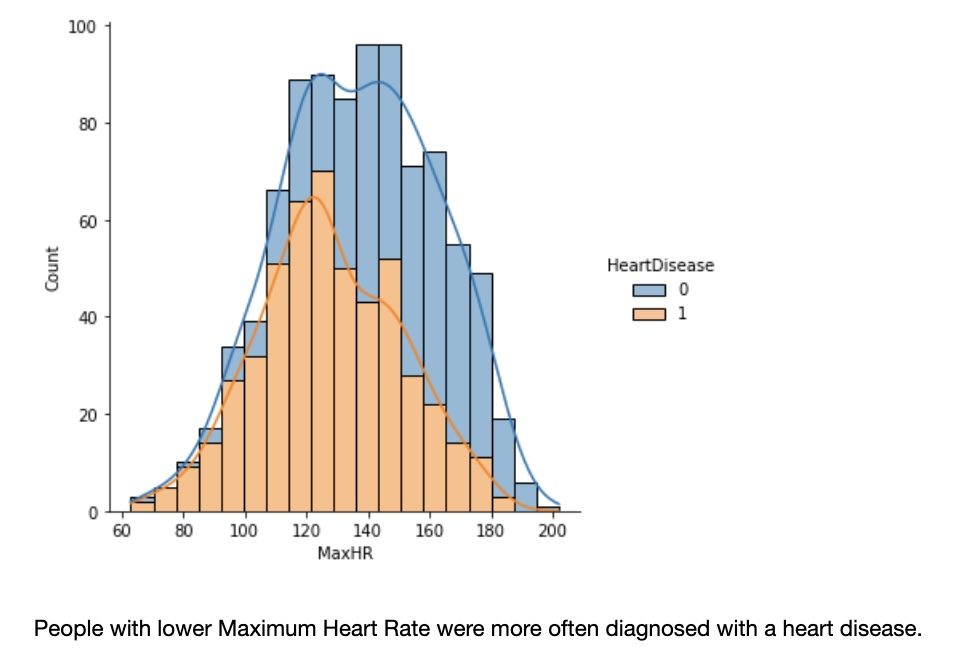 100
80
60
40
20
0
Count
60 80 100 120 140 160 180 200
MaxHR
HeartDisease
0
1
People with lower Maximum Heart Rate were more often diagnosed with a heart disease.